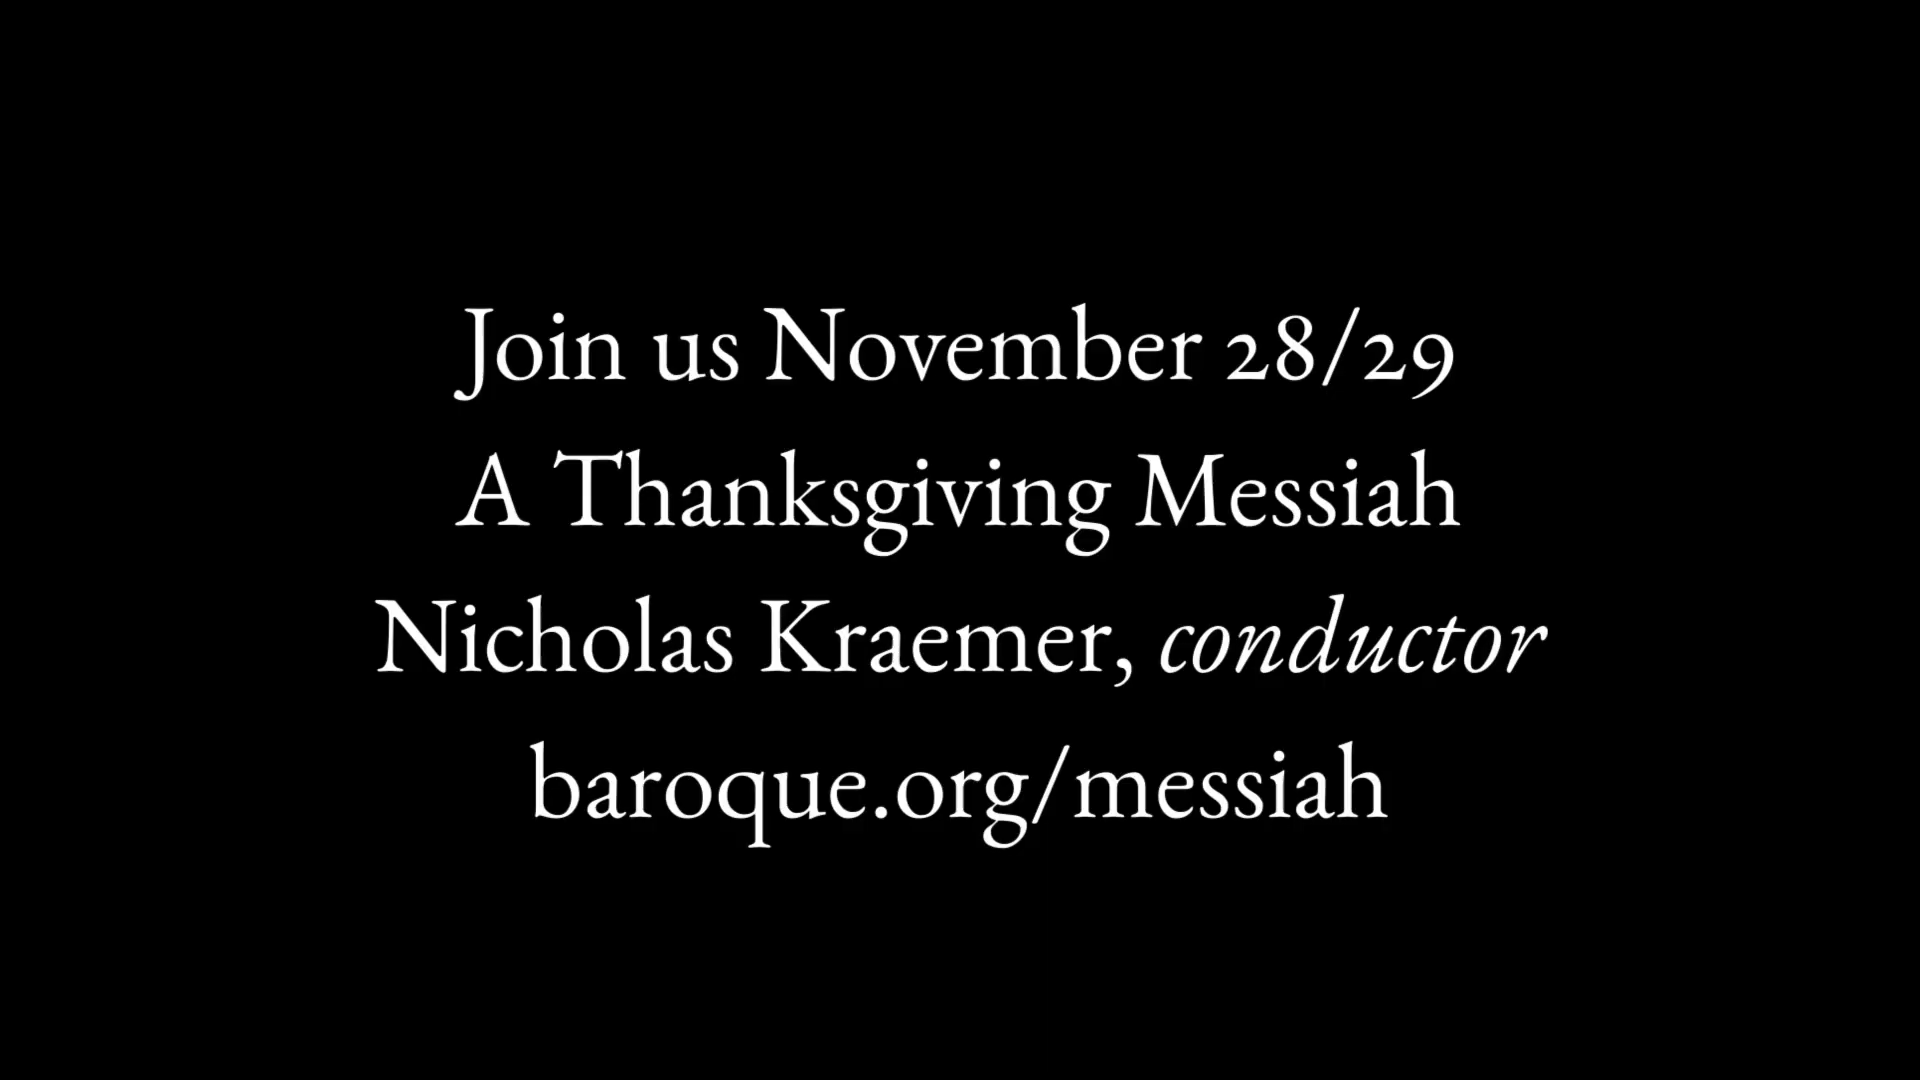 Join us November 28/29
A Thanksgiving Messiah
Nicholas Kraemer, conductor
baroque.org/messiah